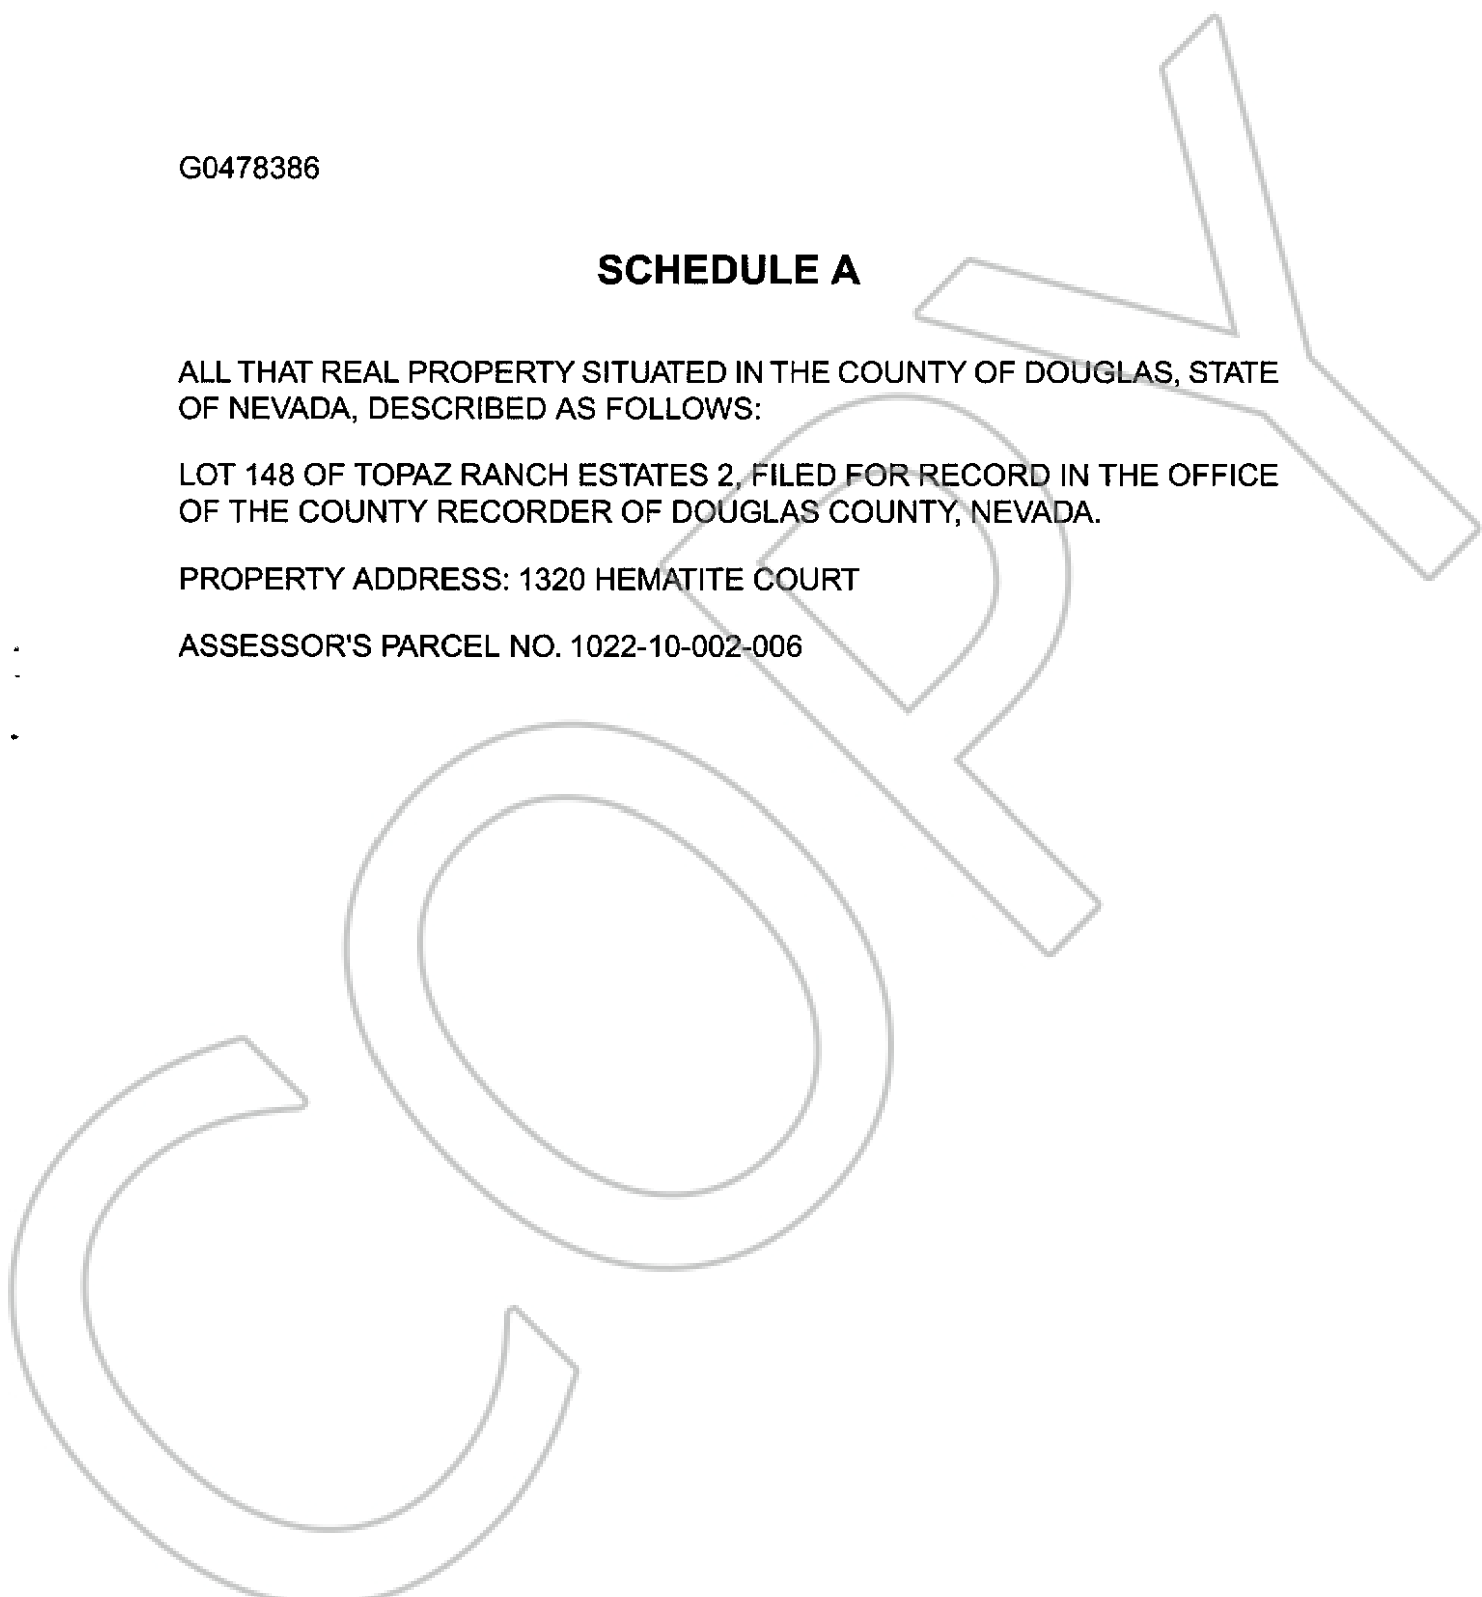 G0478386
SCHEDULE A
ALL THAT REAL PROPERTY SITUATED IN THE COUNTY OF DOUGLAS, STATE
OF NEVADA, DESCRIBED AS FOLLOWS:
LOT 148 OF TOPAZ RANCH ESTATES 2, FILED FOR RECORD IN THE OFFICE
OF THE COUNTY RECORDER OF DOUGLAS COUNTY, NEVADA.
PROPERTY ADDRESS: 1320 HEMATITE COURT
ASSESSOR'S PARCEL NO. 1022-10-002-006
COPY